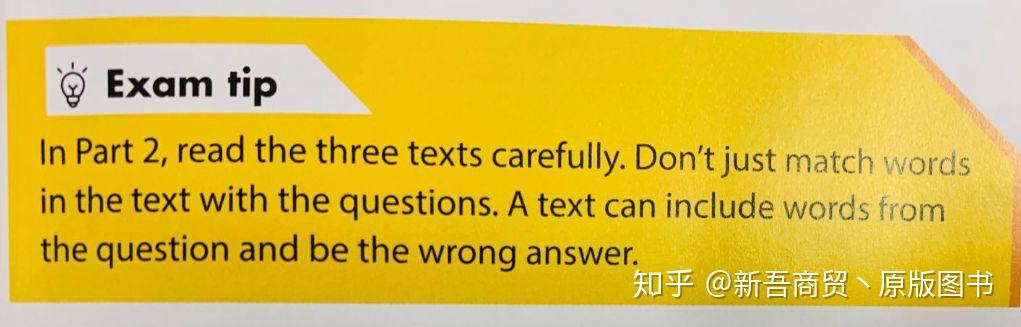 Exam tip
In Part 2, read the three texts carefully. Don't just match words
in the text with the questions. A text can include words from
the question and be the wrong answer.
知乎 @新吾商贸丶原版图书